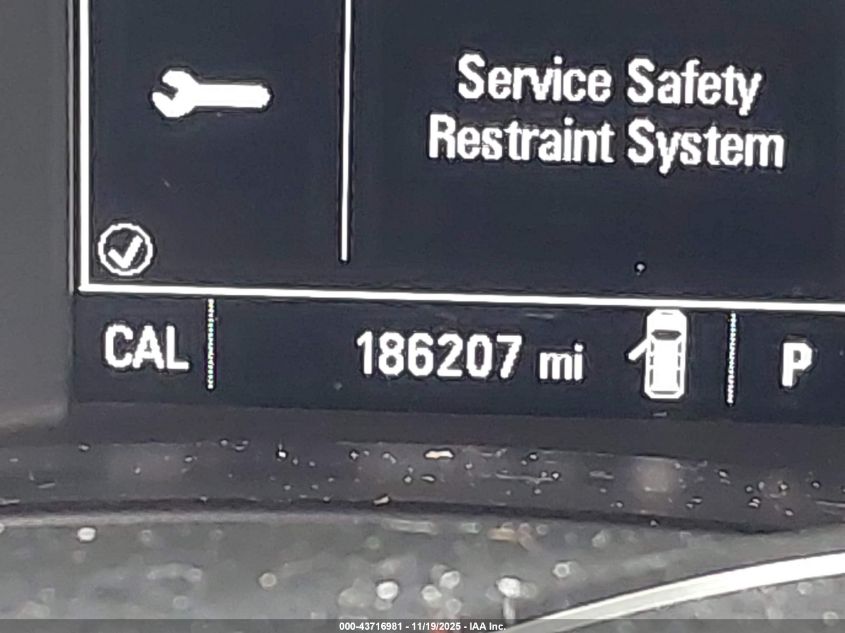 Service Safety
Restraint System
CAL 186207 mi P
000-43716981 - 11/19/2025 - IAA Inc.